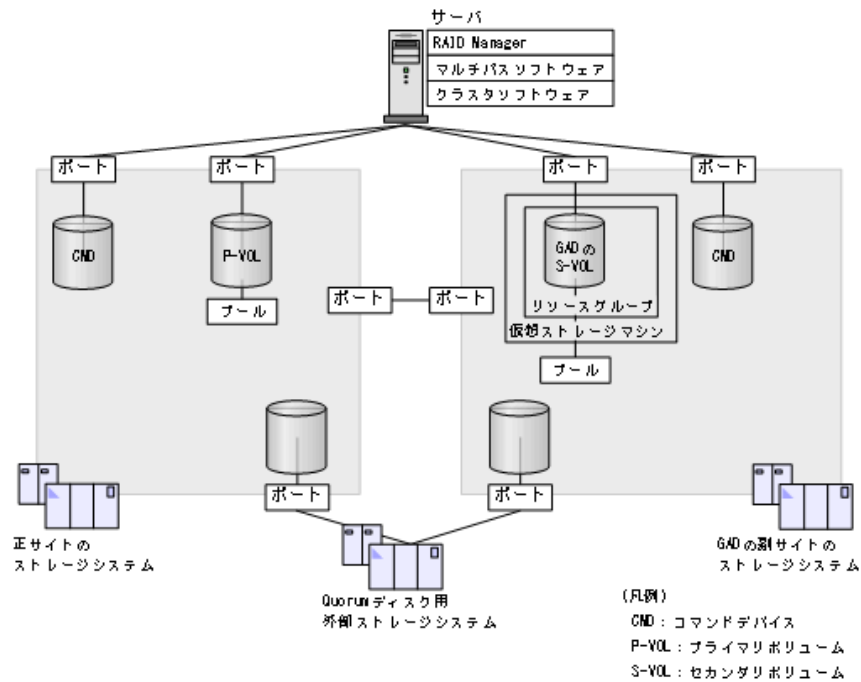 サーバ
RAID Manager
マルチパスソフトウェア
クラスタソフトウェア
ポート
ポート
ポート
ポート
CMD
P-VOL
GADの
S-VOL
CMD
プール
リソースグループ
ポート
ポート
仮想ストレージマシン
プール
ポート
ポート
正サイトの
ストレージシステム
GADの副サイトの
ストレージシステム
Quorumディスク用
外部ストレージシステム
(凡例)
CMD：コマンドデバイス
P-VOL：プライマリボリューム
S-VOL：セカンダリボリューム